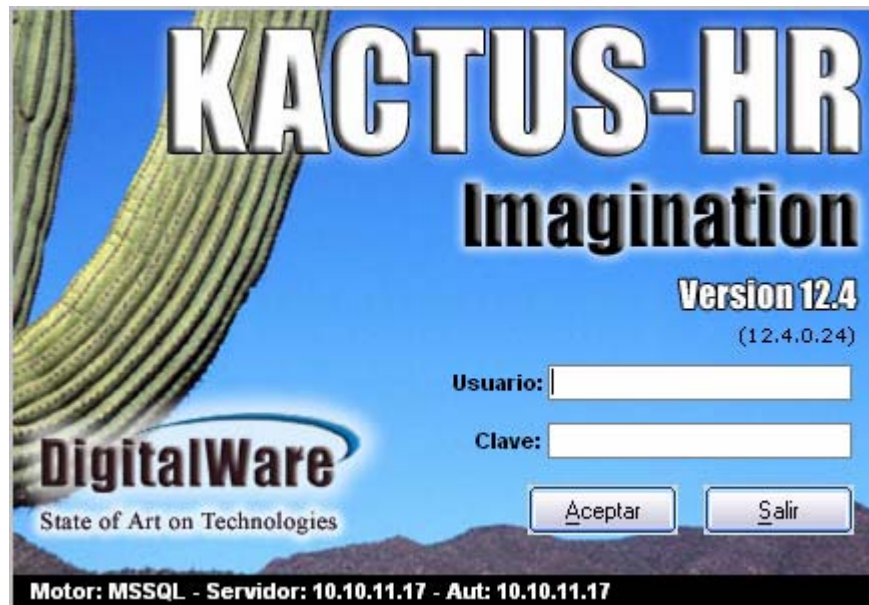 KACTUS-HR
Imagination
Version 12.4
(12.4.0.24)
Usuario:
Clave:
DigitalWare
State of Art on Technologies
Aceptar
Salir
Motor: MSSQL - Servidor: 10.10.11.17 - Aut: 10.10.11.17